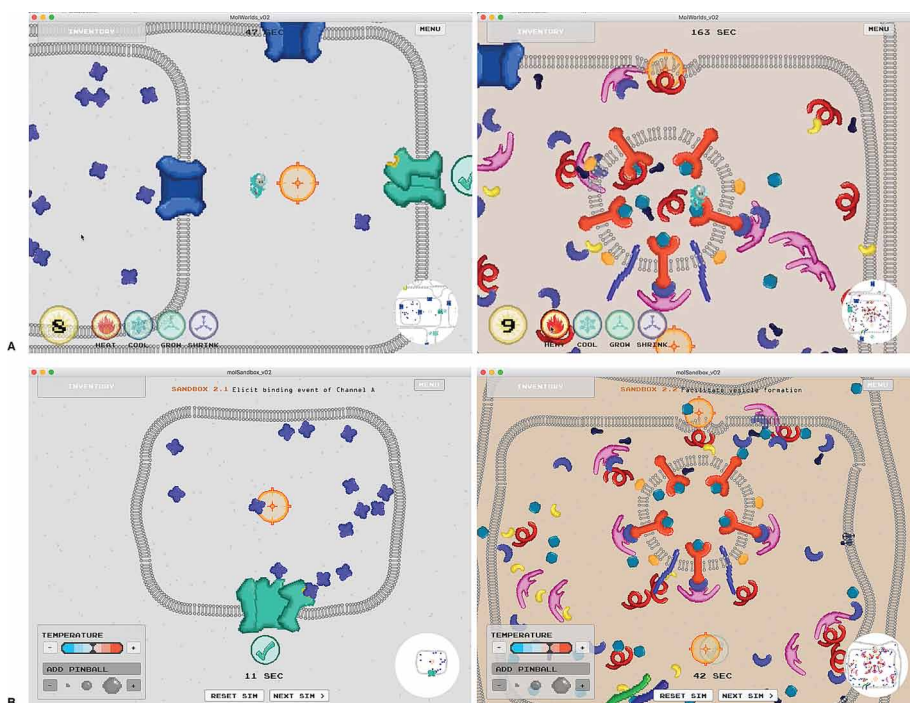 MolWorlds_v02
INVENTORY
47 SEC
MENU
8
HEAT COOL GROW SHRINK
A
MolWorlds_v02
INVENTORY
163 SEC
MENU
9
HEAT COOL GROW SHRINK
molSandbox_v02
INVENTORY
MENU
SANDBOX 2.1 Elicit binding event of Channel A
TEMPERATURE
- +
ADD PINBALL
- +
11 SEC
RESET SIM NEXT SIM >
B
molSandbox_v02
INVENTORY
MENU
SANDBOX 2.2 Facilitate vesicle formation
TEMPERATURE
- +
ADD PINBALL
- +
42 SEC
RESET SIM NEXT SIM >